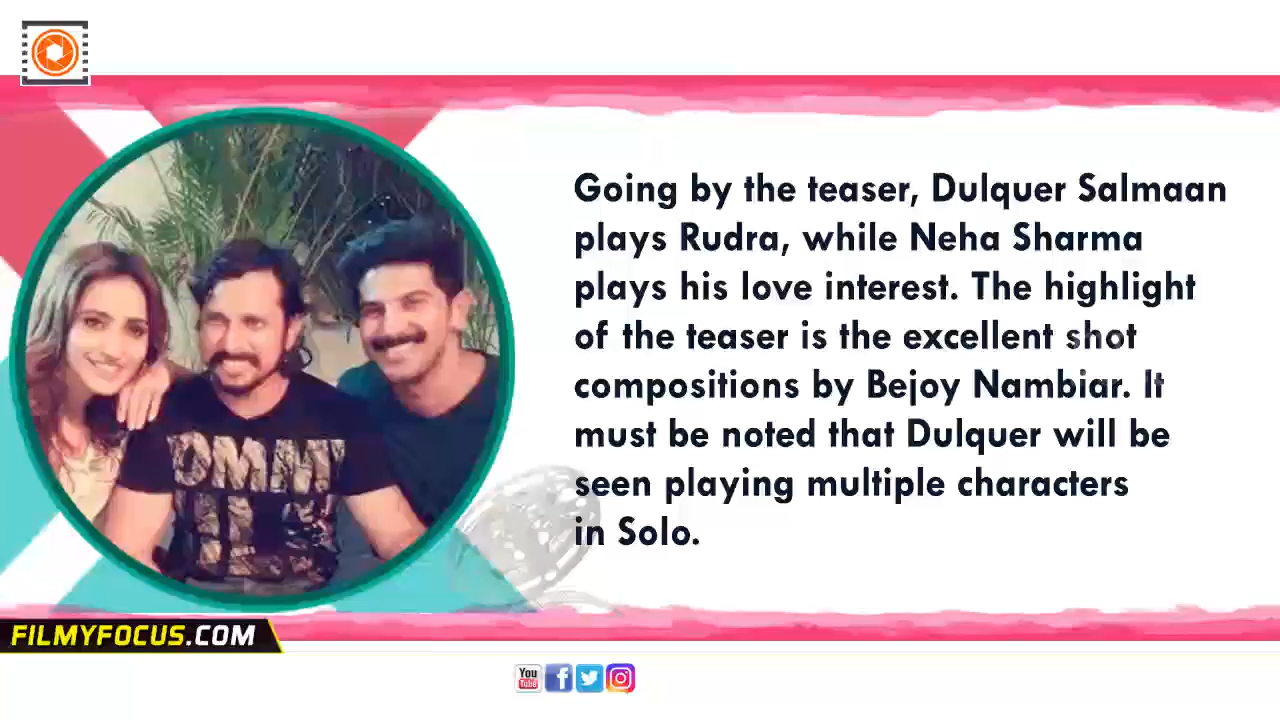 Going by the teaser, Dulquer Salmaan
plays Rudra, while Neha Sharma
plays his love interest. The highlight
of the teaser is the excellent shot
compositions by Bejoy Nambiar. It
must be noted that Dulquer will be
seen playing multiple characters
in Solo.
FILMYFOCUS.COM
You
Tube